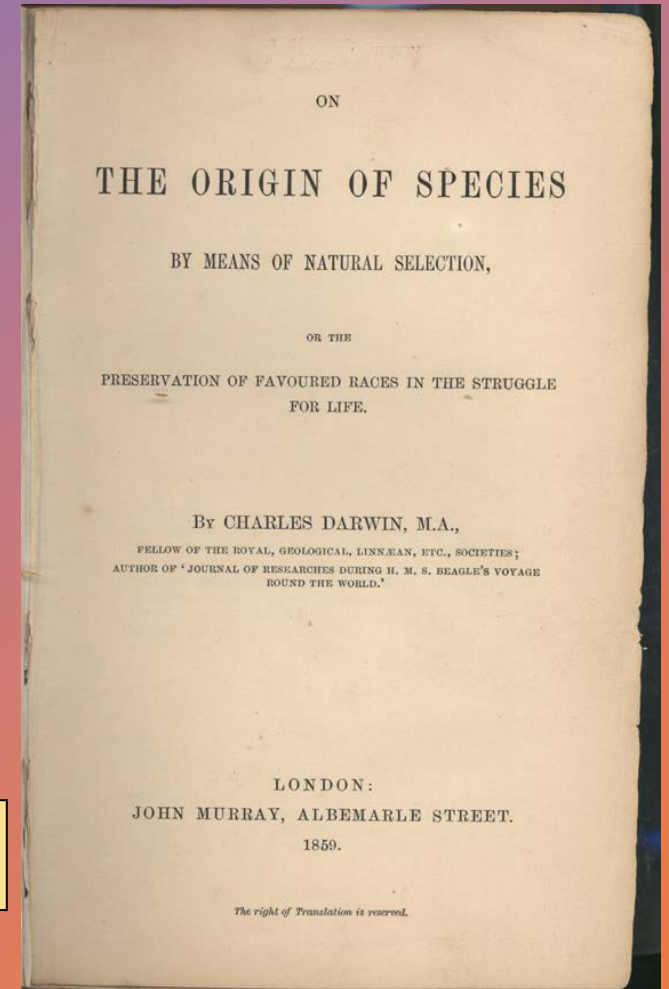 ON
THE ORIGIN OF SPECIES
BY MEANS OF NATURAL SELECTION,
OR THE
PRESERVATION OF FAVOURED RACES IN THE STRUGGLE
FOR LIFE.
BY CHARLES DARWIN, M.A.,
FELLOW OF THE ROYAL, GEOLOGICAL, LINNÆAN, ETC., SOCIETIES;
AUTHOR OF 'JOURNAL OF RESEARCHES DURING H. M. S. BEAGLE'S VOYAGE
ROUND THE WORLD.'
LONDON:
JOHN MURRAY, ALBEMARLE STREET.
1859.
The right of Translation is reserved.